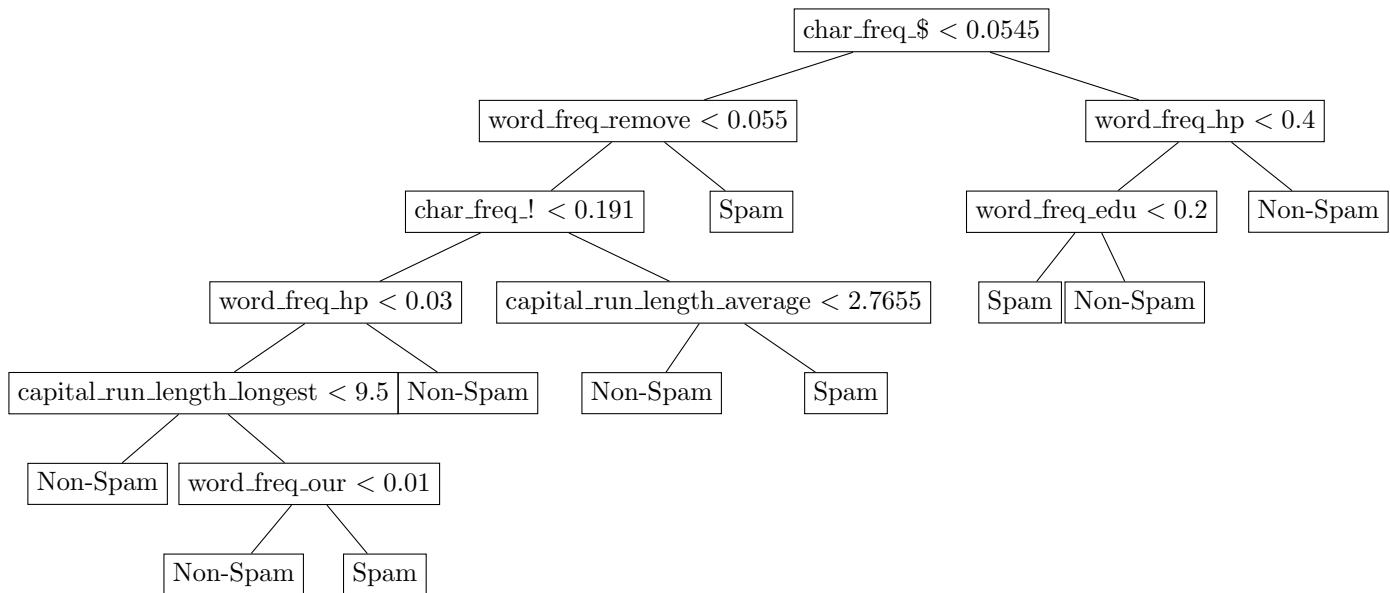 char_freq_$ < 0.0545
word_freq_remove < 0.055
word_freq_hp < 0.4
char_freq_! < 0.191
Spam
word_freq_edu < 0.2
Non-Spam
word_freq_hp < 0.03
capital_run_length_average < 2.7655
Spam
Non-Spam
capital_run_length_longest < 9.5
Non-Spam
Non-Spam
Spam
Non-Spam
word_freq_our < 0.01
Non-Spam
Spam